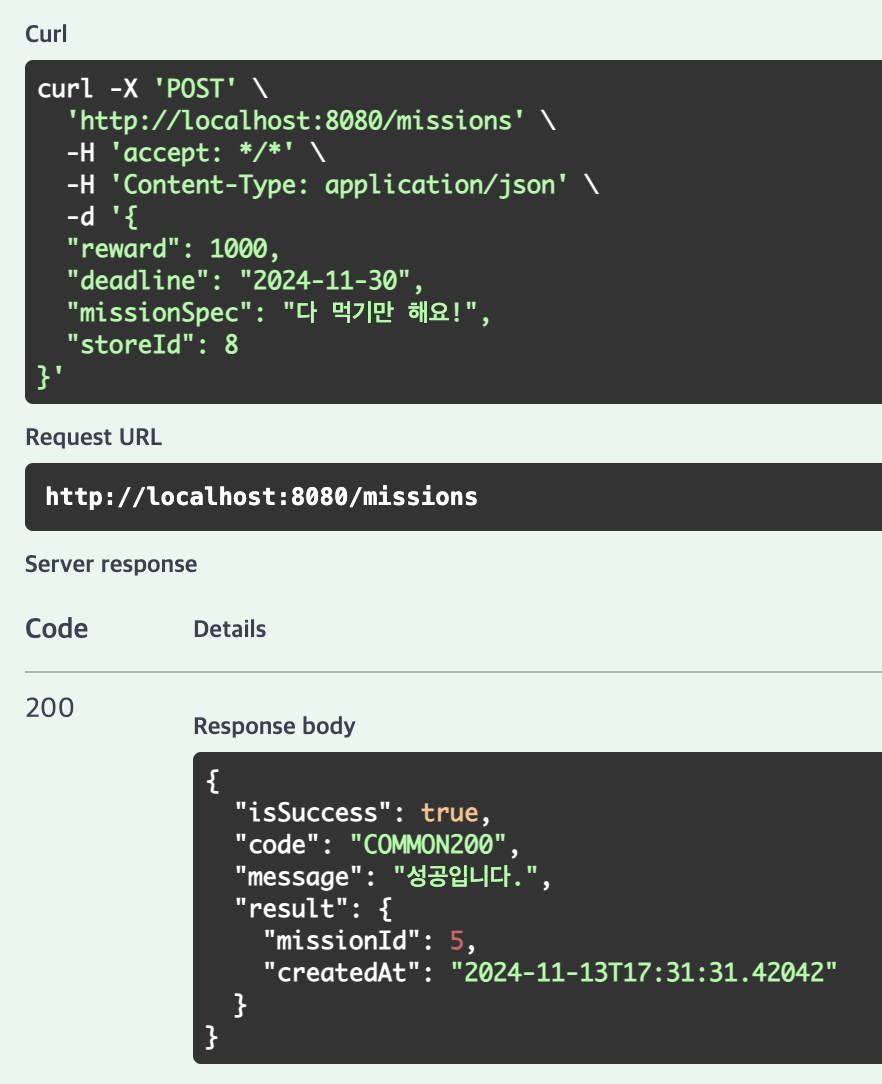 Curl
curl -X 'POST' \
  'http://localhost:8080/missions' \
  -H 'accept: */*' \
  -H 'Content-Type: application/json' \
  -d '{
  "reward": 1000,
  "deadline": "2024-11-30",
  "missionSpec": "다 먹기만 해요!",
  "storeId": 8
}'
Request URL
http://localhost:8080/missions
Server response
Code Details
200
Response body
{
  "isSuccess": true,
  "code": "COMMON200",
  "message": "성공입니다.",
  "result": {
    "missionId": 5,
    "createdAt": "2024-11-13T17:31:31.42042"
  }
}